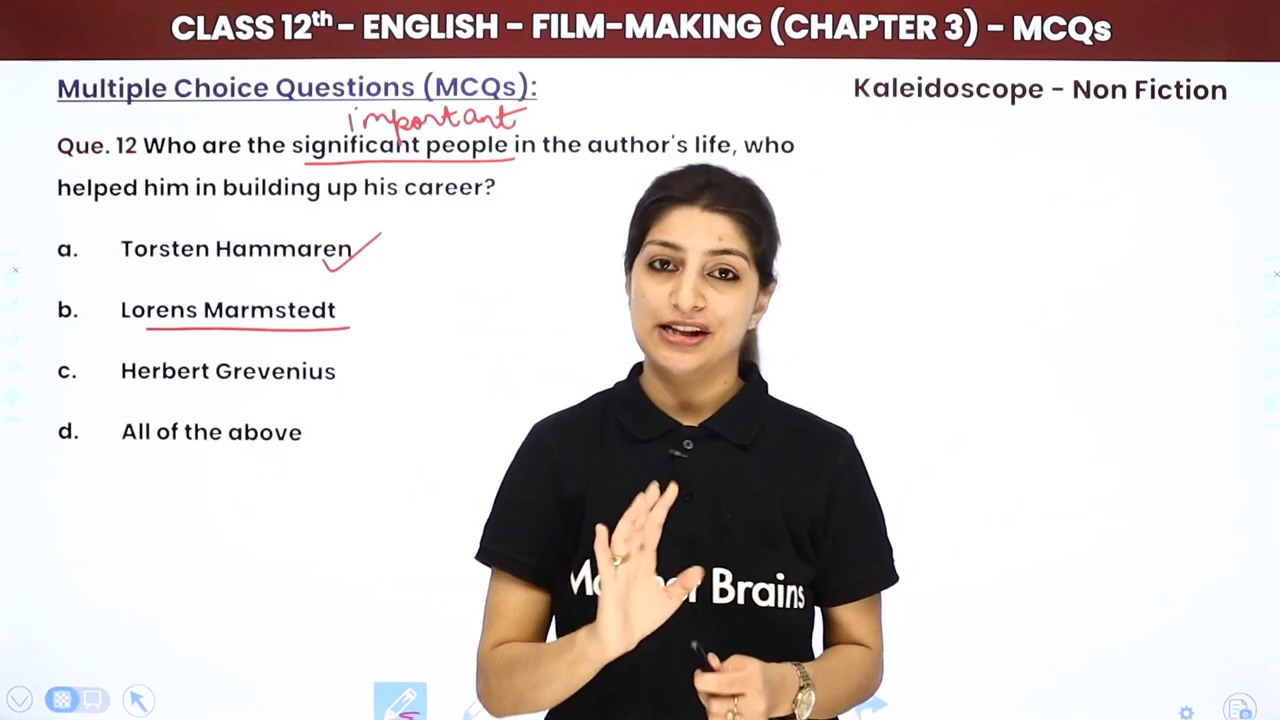 CLASS 12th - ENGLISH - FILM-MAKING (CHAPTER 3) - MCQs
Multiple Choice Questions (MCQs):
Kaleidoscope - Non Fiction
important
Que. 12 Who are the significant people in the author's life, who
helped him in building up his career?
a. Torsten Hammaren
b. Lorens Marmstedt
c. Herbert Grevenius
d. All of the above
Brains